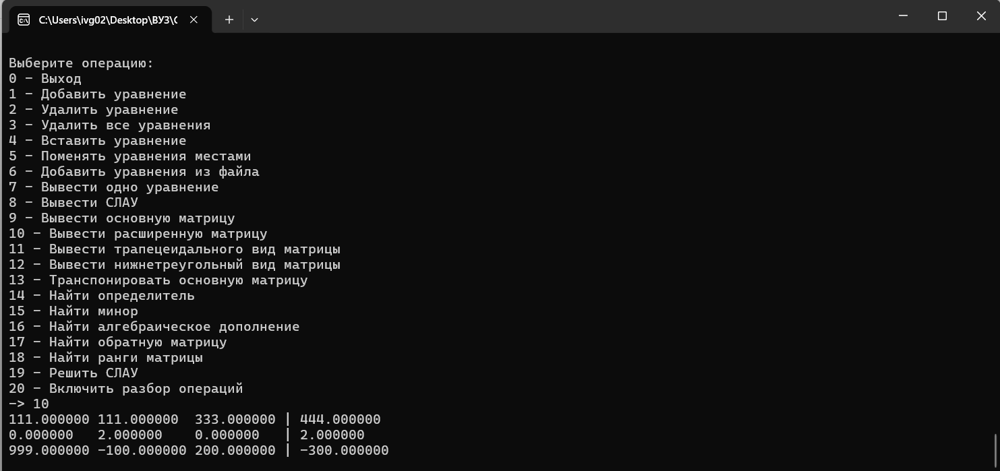 C:\Users\ivg02\Desktop\ВУЗ\С
Выберите операцию:
0 - Выход
1 - Добавить уравнение
2 - Удалить уравнение
3 - Удалить все уравнения
4 - Вставить уравнение
5 - Поменять уравнения местами
6 - Добавить уравнения из файла
7 - Вывести одно уравнение
8 - Вывести СЛАУ
9 - Вывести основную матрицу
10 - Вывести расширенную матрицу
11 - Вывести трапецеидального вид матрицы
12 - Вывести нижнетреугольный вид матрицы
13 - Транспонировать основную матрицу
14 - Найти определитель
15 - Найти минор
16 - Найти алгебраическое дополнение
17 - Найти обратную матрицу
18 - Найти ранги матрицы
19 - Решить СЛАУ
20 - Включить разбор операций
-> 10
111.000000 111.000000  333.000000 | 444.000000
0.000000   2.000000    0.000000   | 2.000000
999.000000 -100.000000 200.000000 | -300.000000